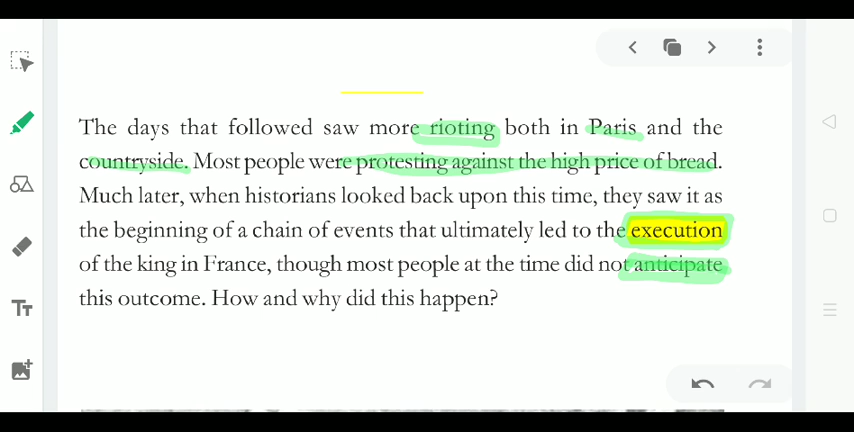 The days that followed saw more rioting both in Paris and the
countryside. Most people were protesting against the high price of bread.
Much later, when historians looked back upon this time, they saw it as
the beginning of a chain of events that ultimately led to the execution
of the king in France, though most people at the time did not anticipate
this outcome. How and why did this happen?
TT